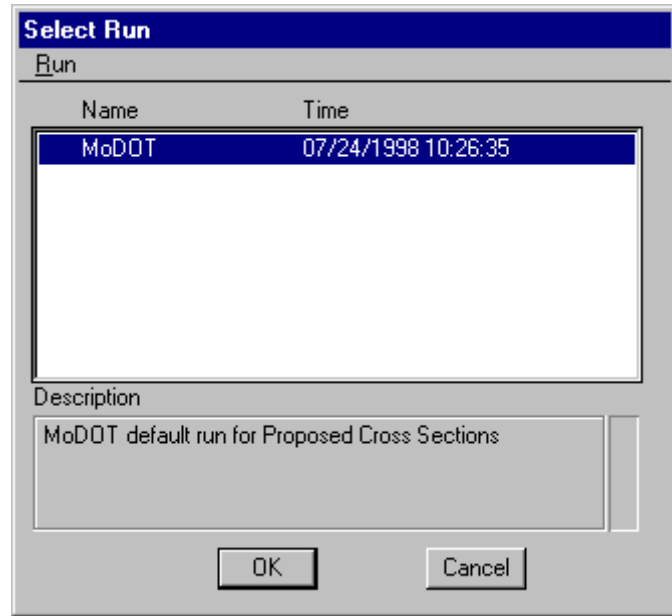 Select Run
Run
Name Time
MoDOT 07/24/1998 10:26:35
Description
MoDOT default run for Proposed Cross Sections
OK Cancel